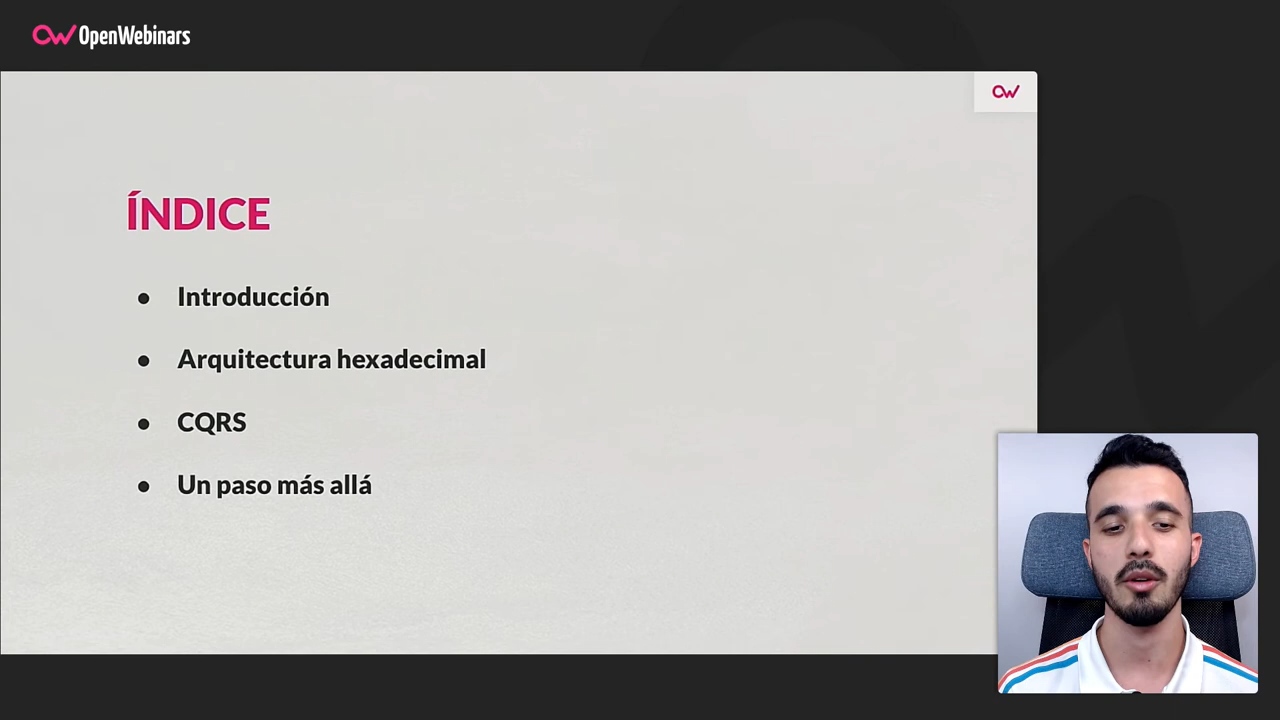 OpenWebinars
ÍNDICE
● Introducción
● Arquitectura hexadecimal
● CQRS
● Un paso más allá